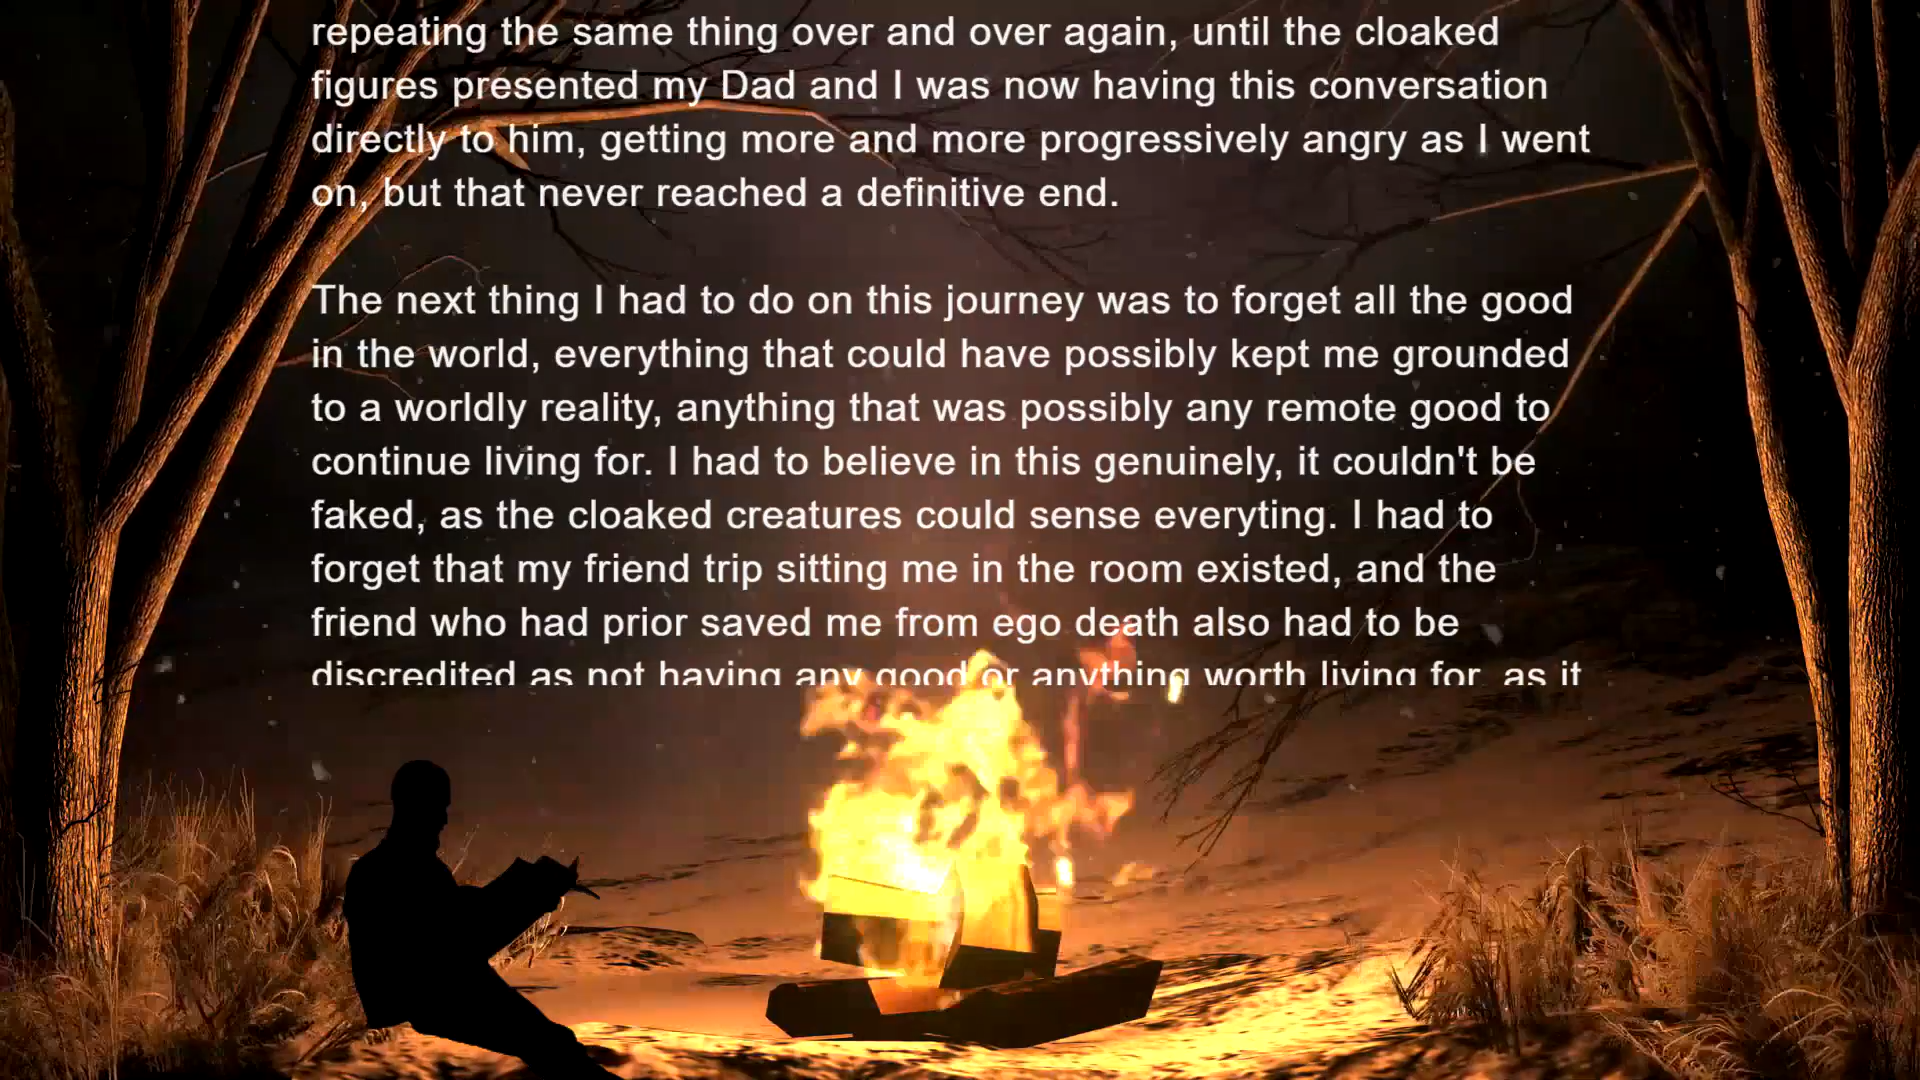 repeating the same thing over and over again, until the cloaked
figures presented my Dad and I was now having this conversation
directly to him, getting more and more progressively angry as I went
on, but that never reached a definitive end.
The next thing I had to do on this journey was to forget all the good
in the world, everything that could have possibly kept me grounded
to a worldly reality, anything that was possibly any remote good to
continue living for. I had to believe in this genuinely, it couldn't be
faked, as the cloaked creatures could sense everyting. I had to
forget that my friend trip sitting me in the room existed, and the
friend who had prior saved me from ego death also had to be
discredited as not having any good or anything worth living for, as it